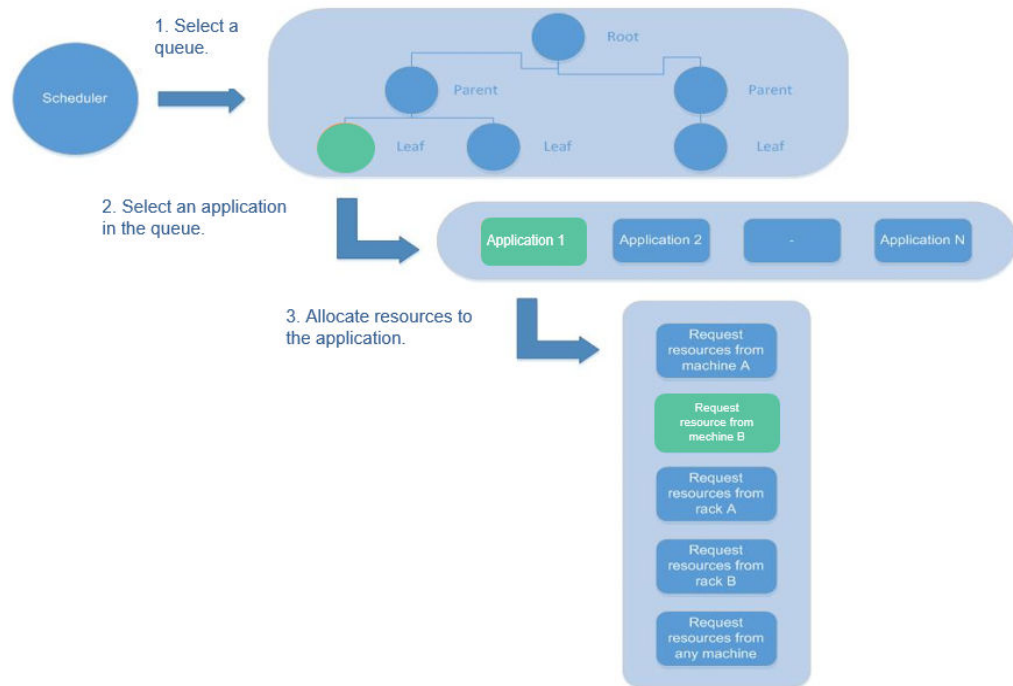 1. Select a
queue.
Root
Scheduler
Parent
Parent
Leaf
Leaf
Leaf
2. Select an application
in the queue.
Application 1
Application 2
-
Application N
3. Allocate resources to
the application.
Request
resources from
machine A
Request
resource from
mechine B
Request
resources from
rack A
Request
resources from
rack B
Request
resources from
any machine